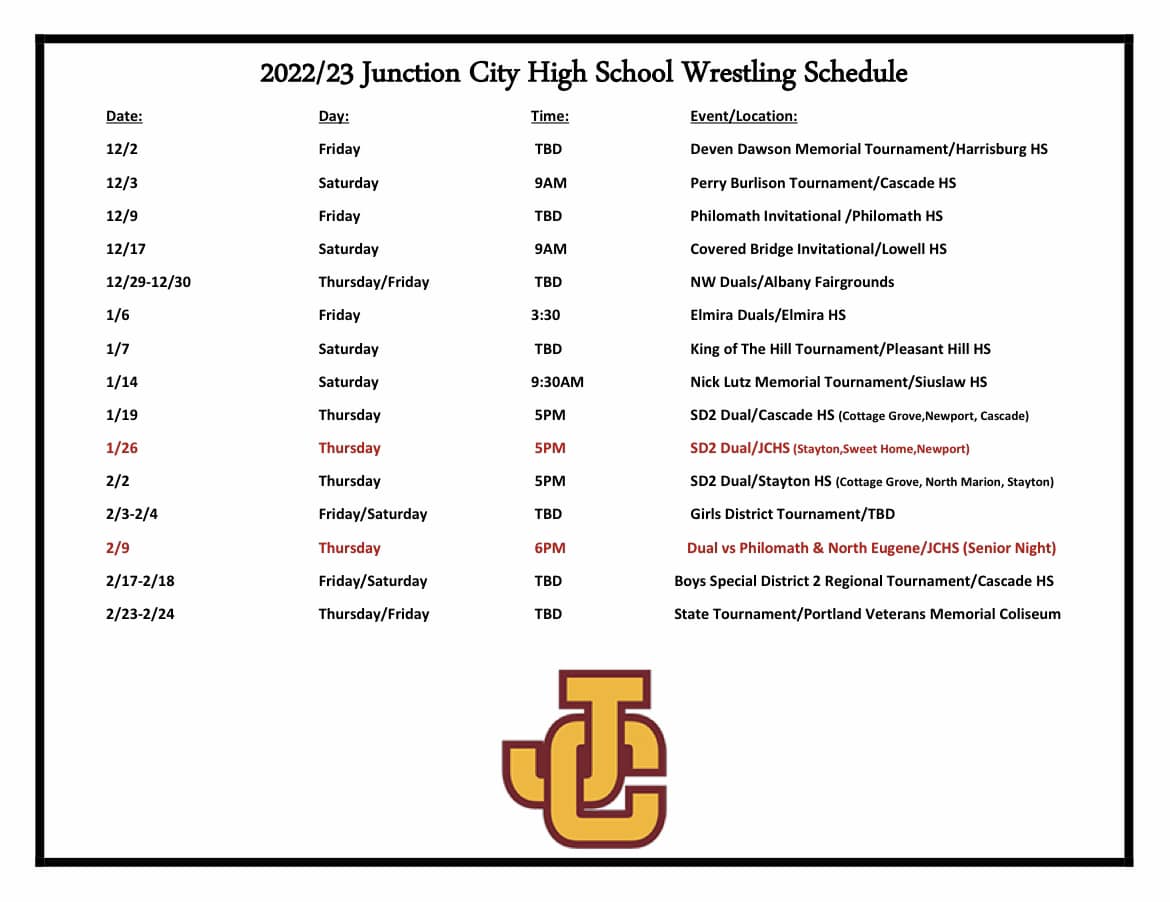 2022/23 Junction City High School Wrestling Schedule
Date: Day: Time: Event/Location:
12/2 Friday TBD Deven Dawson Memorial Tournament/Harrisburg HS
12/3 Saturday 9AM Perry Burlison Tournament/Cascade HS
12/9 Friday TBD Philomath Invitational /Philomath HS
12/17 Saturday 9AM Covered Bridge Invitational/Lowell HS
12/29-12/30 Thursday/Friday TBD NW Duals/Albany Fairgrounds
1/6 Friday 3:30 Elmira Duals/Elmira HS
1/7 Saturday TBD King of The Hill Tournament/Pleasant Hill HS
1/14 Saturday 9:30AM Nick Lutz Memorial Tournament/Siuslaw HS
1/19 Thursday 5PM SD2 Dual/Cascade HS (Cottage Grove,Newport, Cascade)
1/26 Thursday 5PM SD2 Dual/JCHS (Stayton,Sweet Home,Newport)
2/2 Thursday 5PM SD2 Dual/Stayton HS (Cottage Grove, North Marion, Stayton)
2/3-2/4 Friday/Saturday TBD Girls District Tournament/TBD
2/9 Thursday 6PM Dual vs Philomath & North Eugene/JCHS (Senior Night)
2/17-2/18 Friday/Saturday TBD Boys Special District 2 Regional Tournament/Cascade HS
2/23-2/24 Thursday/Friday TBD State Tournament/Portland Veterans Memorial Coliseum
JC